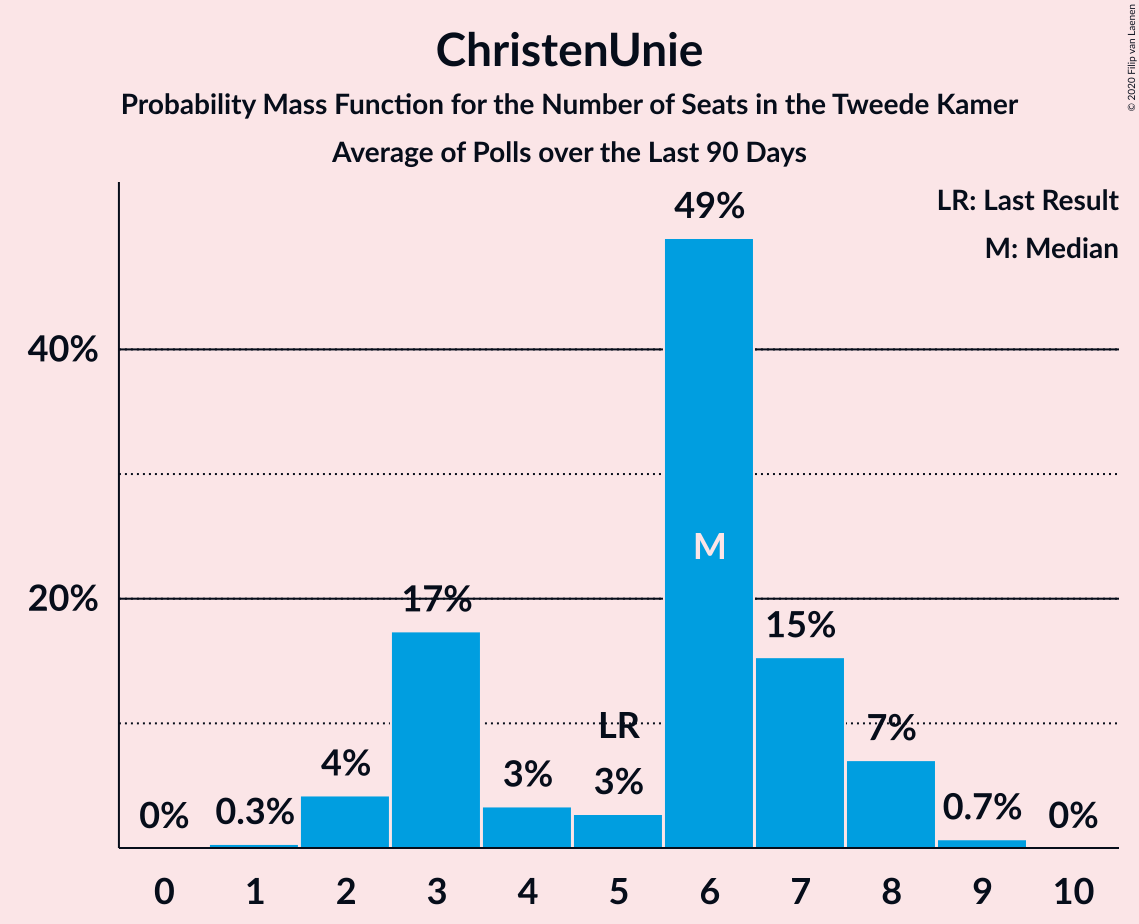 ChristenUnie
Probability Mass Function for the Number of Seats in the Tweede Kamer
Average of Polls over the Last 90 Days
© 2020 Filip van Laenen
LR: Last Result
M: Median
40%
20%
0%
0.3%
4%
17%
3%
LR
3%
49%
M
15%
7%
0.7%
0%
0 1 2 3 4 5 6 7 8 9 10